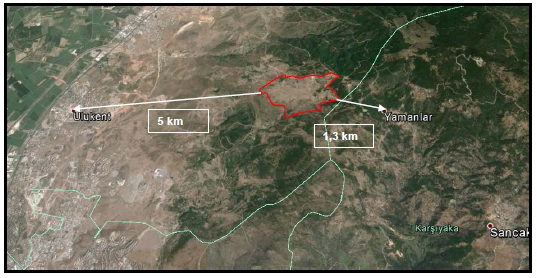 Ulukent
5 km
Yamanlar
1,3 km
Karşıyaka
Sancak